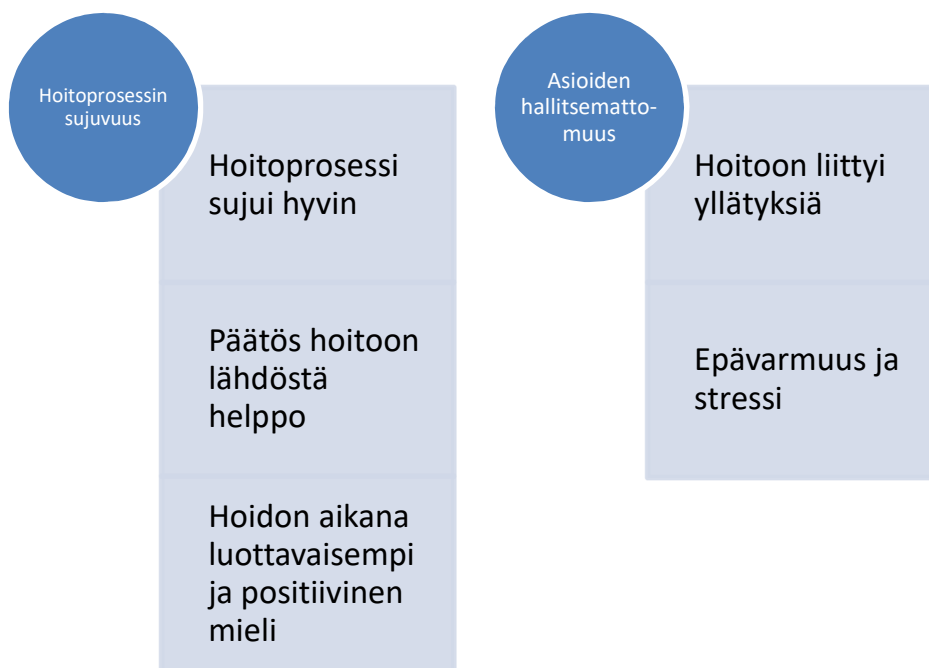 Hoitoprosessin
sujuvuus
Hoitoprosessi
sujui hyvin
Päätös hoitoon
lähdöstä
helppo
Hoidon aikana
luottavaisempi
ja positiivinen
mieli
Asioiden
hallitsematto-
muus
Hoitoon liittyi
yllätyksiä
Epävarmuus ja
stressi